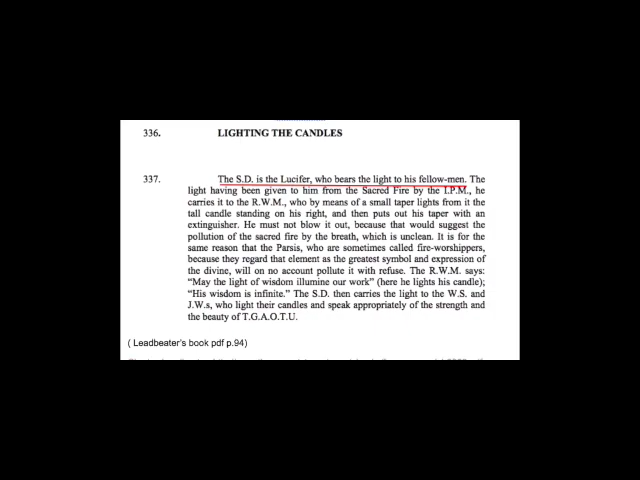 336. LIGHTING THE CANDLES
337. The S.D. is the Lucifer, who bears the light to his fellow-men. The
light having been given to him from the Sacred Fire by the I.P.M., he
carries it to the R.W.M., who by means of a small taper lights from it the
tall candle standing on his right, and then puts out his taper with an
extinguisher. He must not blow it out, because that would suggest the
pollution of the sacred fire by the breath, which is unclean. It is for the
same reason that the Parsis, who are sometimes called fire-worshippers,
because they regard that element as the greatest symbol and expression of
the divine, will on no account pollute it with refuse. The R.W.M. says:
“May the light of wisdom illumine our work” (here he lights his candle);
“His wisdom is infinite.” The S.D. then carries the light to the W.S. and
J.W.s, who light their candles and speak appropriately of the strength and
the beauty of T.G.A.O.T.U.
( Leadbeater's book pdf p.94)